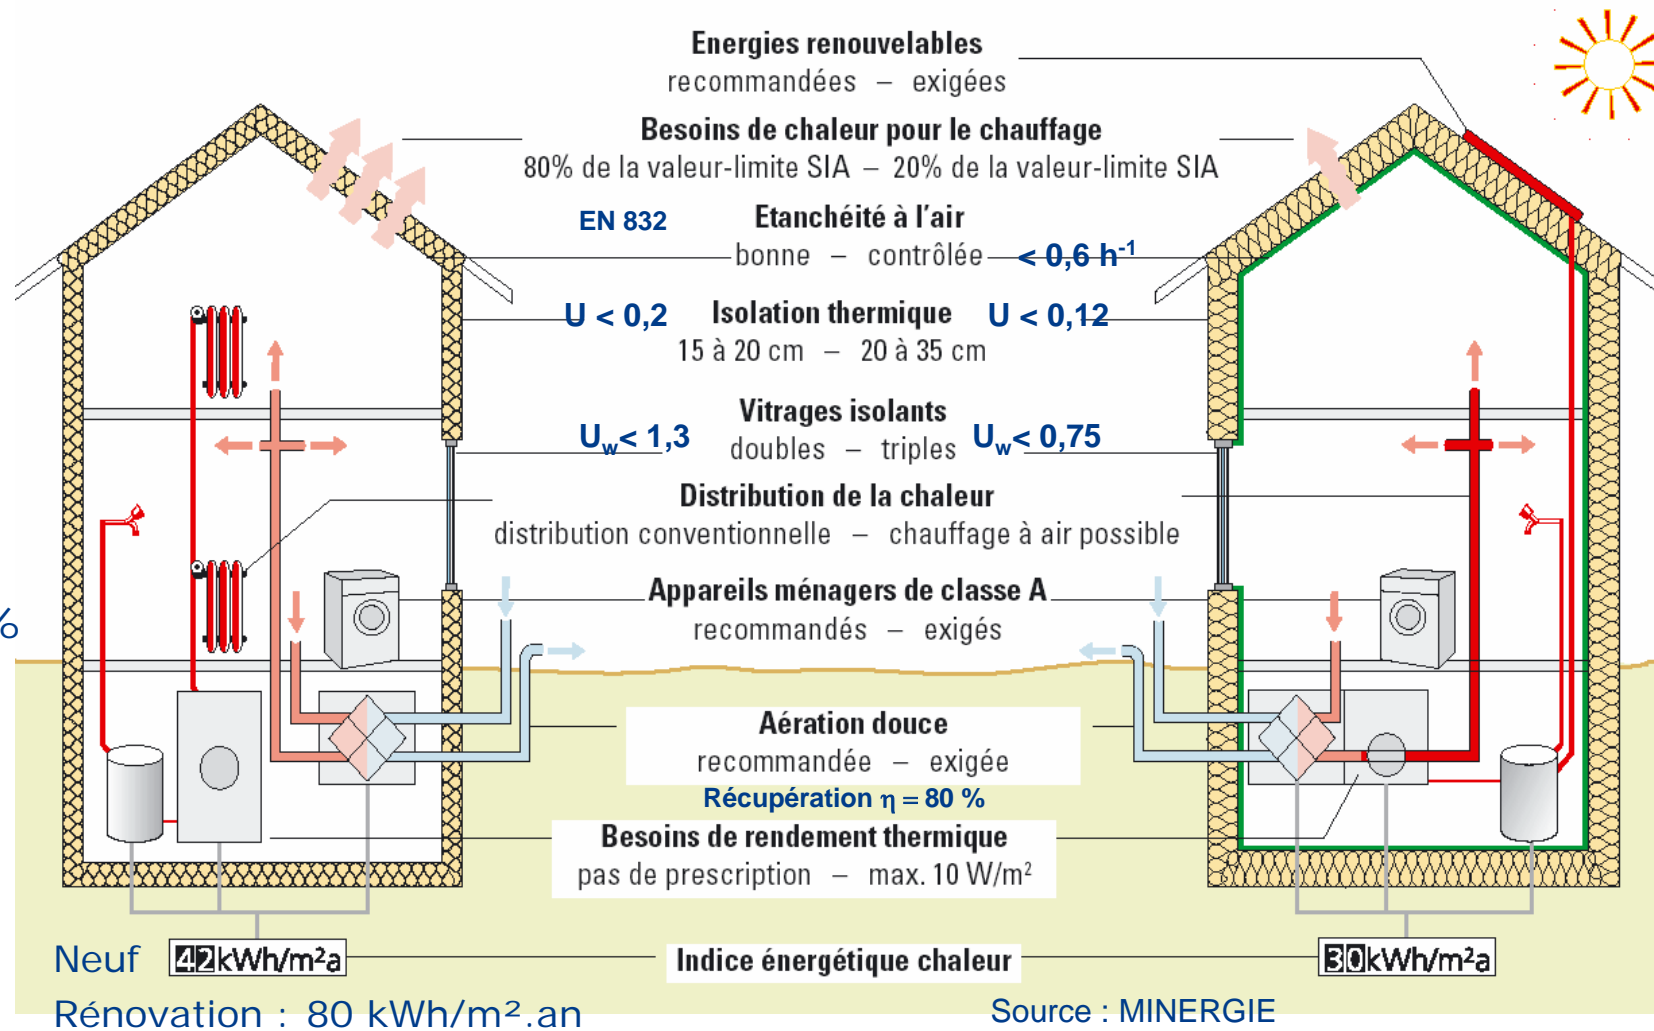 Energies renouvelables
recommandées – exigées
Besoins de chaleur pour le chauffage
80% de la valeur-limite SIA – 20% de la valeur-limite SIA
EN 832 Etanchéité à l'air
bonne – contrôlée < 0,6 h⁻¹
U < 0,2 Isolation thermique U < 0,12
15 à 20 cm – 20 à 35 cm
Vitrages isolants
Uw < 1,3 doubles – triples Uw < 0,75
Distribution de la chaleur
distribution conventionnelle – chauffage à air possible
Appareils ménagers de classe A
%
recommandés – exigés
Aération douce
recommandée – exigée
Récupération η = 80 %
Besoins de rendement thermique
pas de prescription – max. 10 W/m²
Neuf 42kWh/m²a Indice énergétique chaleur 30kWh/m²a
Rénovation : 80 kWh/m².an Source : MINERGIE